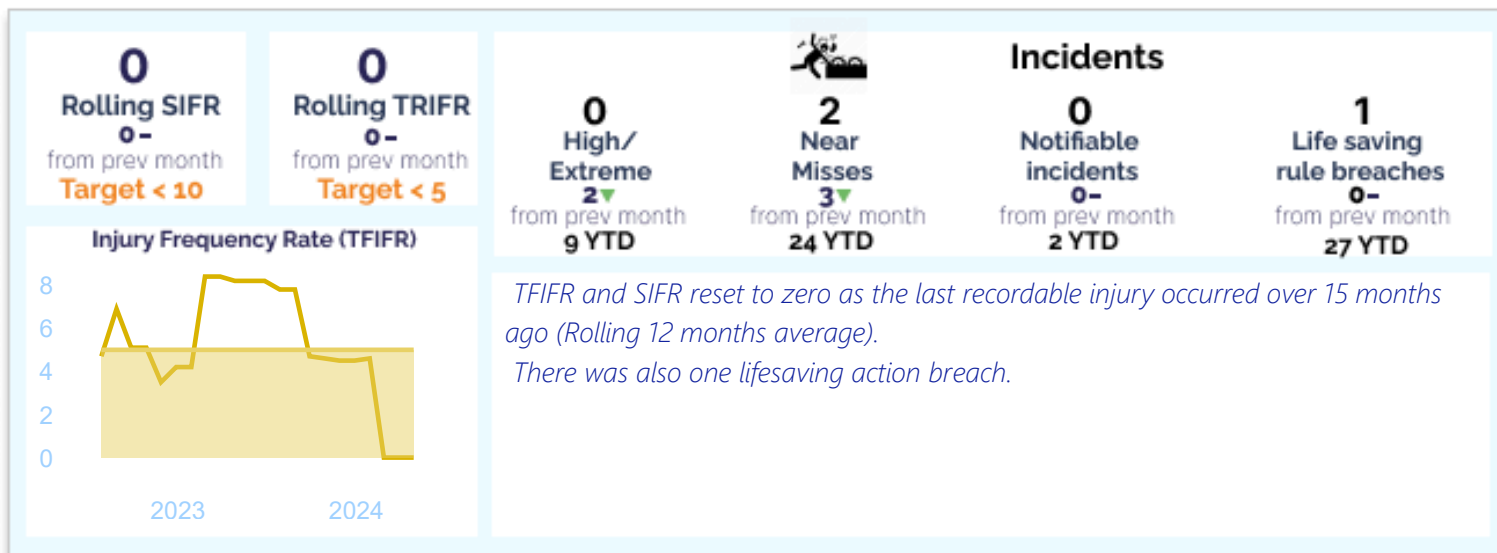 0
Rolling SIFR
0-
from prev month
Target < 10
0
Rolling TRIFR
0-
from prev month
Target < 5
Incidents
0
High/
Extreme
2▼
from prev month
9 YTD
2
Near
Misses
3▼
from prev month
24 YTD
0
Notifiable
incidents
0-
from prev month
2 YTD
1
Life saving
rule breaches
0-
from prev month
27 YTD
Injury Frequency Rate (TFIFR)
8
6
4
2
0
2023 2024
TFIFR and SIFR reset to zero as the last recordable injury occurred over 15 months
ago (Rolling 12 months average).
There was also one lifesaving action breach.